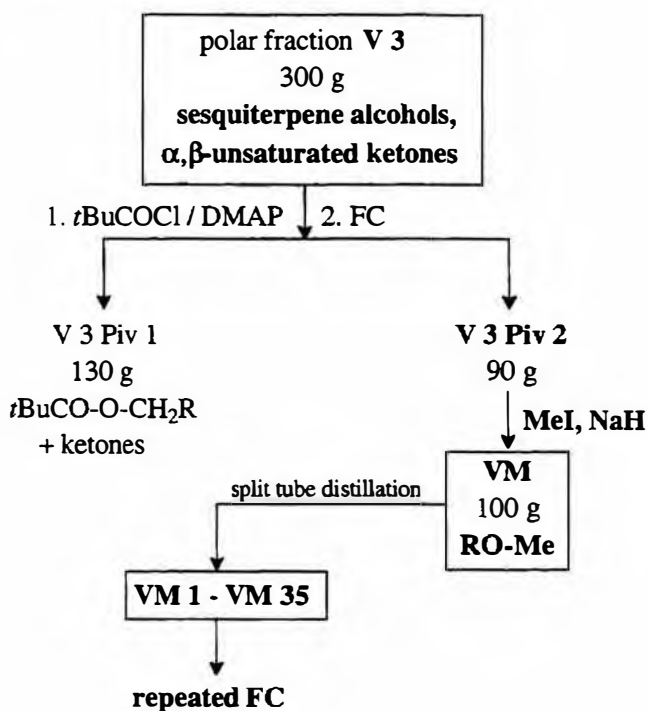 polar fraction V 3
300 g
sesquiterpene alcohols,
α,β-unsaturated ketones
1. tBuCOCl / DMAP 2. FC
V 3 Piv 1
130 g
tBuCO-O-CH₂R
+ ketones
V 3 Piv 2
90 g
MeI, NaH
VM
100 g
RO-Me
split tube distillation
VM 1 - VM 35
repeated FC